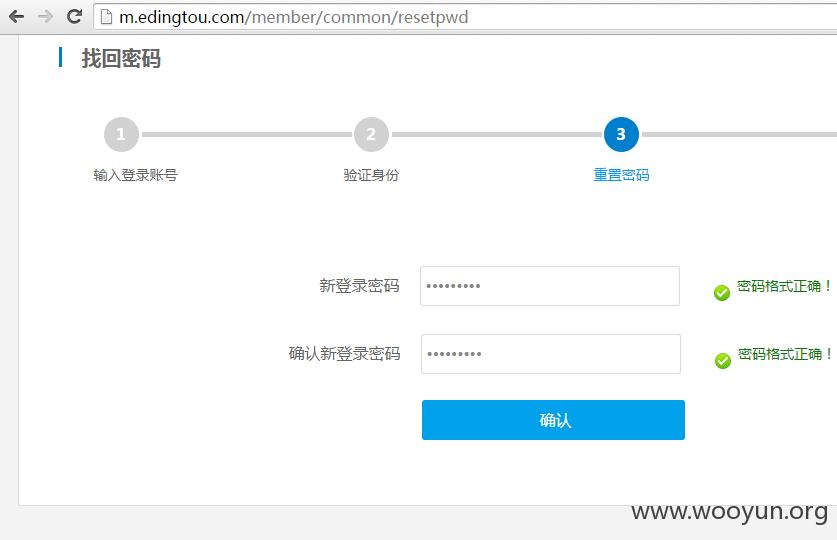 m.edingtou.com/member/common/resetpwd
找回密码
1 2 3
输入登录账号 验证身份 重置密码
新登录密码 ••••••••• 密码格式正确！
确认新登录密码 ••••••••• 密码格式正确！
确认
www.wooyun.org